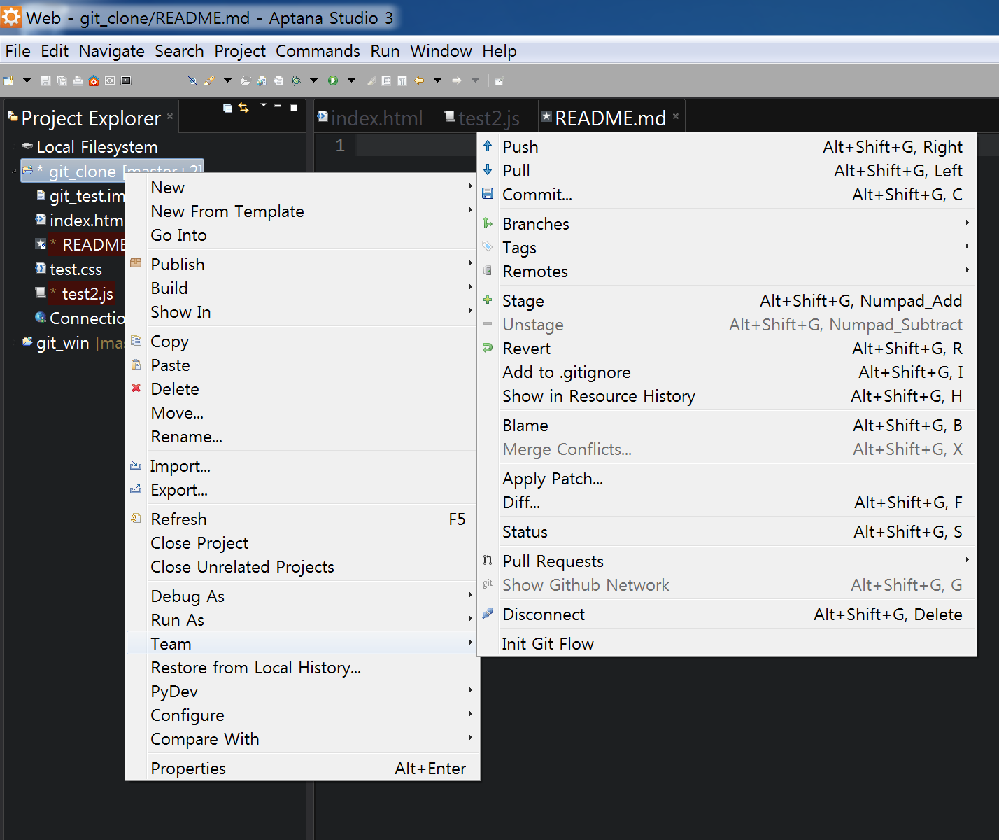 Web - git_clone/README.md - Aptana Studio 3
File Edit Navigate Search Project Commands Run Window Help
Project Explorer
index.html
test2.js
README.md
Local Filesystem
* git_clone [master+2]
git_test.im
index.htm
* README
test.css
* test2.js
Connectio
git_win [mas
1
New
New From Template
Go Into
Publish
Build
Show In
Copy
Paste
Delete
Move...
Rename...
Import...
Export...
Refresh F5
Close Project
Close Unrelated Projects
Debug As
Run As
Team
Restore from Local History...
PyDev
Configure
Compare With
Properties Alt+Enter
Push Alt+Shift+G, Right
Pull Alt+Shift+G, Left
Commit... Alt+Shift+G, C
Branches
Tags
Remotes
Stage Alt+Shift+G, Numpad_Add
Unstage Alt+Shift+G, Numpad_Subtract
Revert Alt+Shift+G, R
Add to .gitignore Alt+Shift+G, I
Show in Resource History Alt+Shift+G, H
Blame Alt+Shift+G, B
Merge Conflicts... Alt+Shift+G, X
Apply Patch...
Diff... Alt+Shift+G, F
Status Alt+Shift+G, S
Pull Requests
git Show Github Network Alt+Shift+G, G
Disconnect Alt+Shift+G, Delete
Init Git Flow